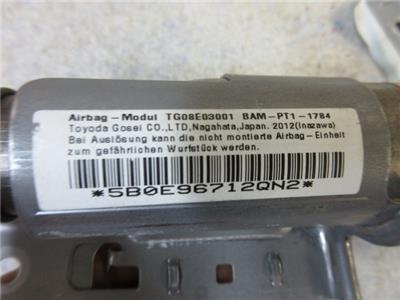 Airbag-Modul TG08E03001 BAM-PT1-1784
Toyoda Gosei CO.,LTD,Nagahata,Japan. 2012(Inazawa)
Bei Auslösung kann die nicht montierte Airbag-Einheit
zum gefährlichen Wurfstück werden.
*5B0E96712QN2*